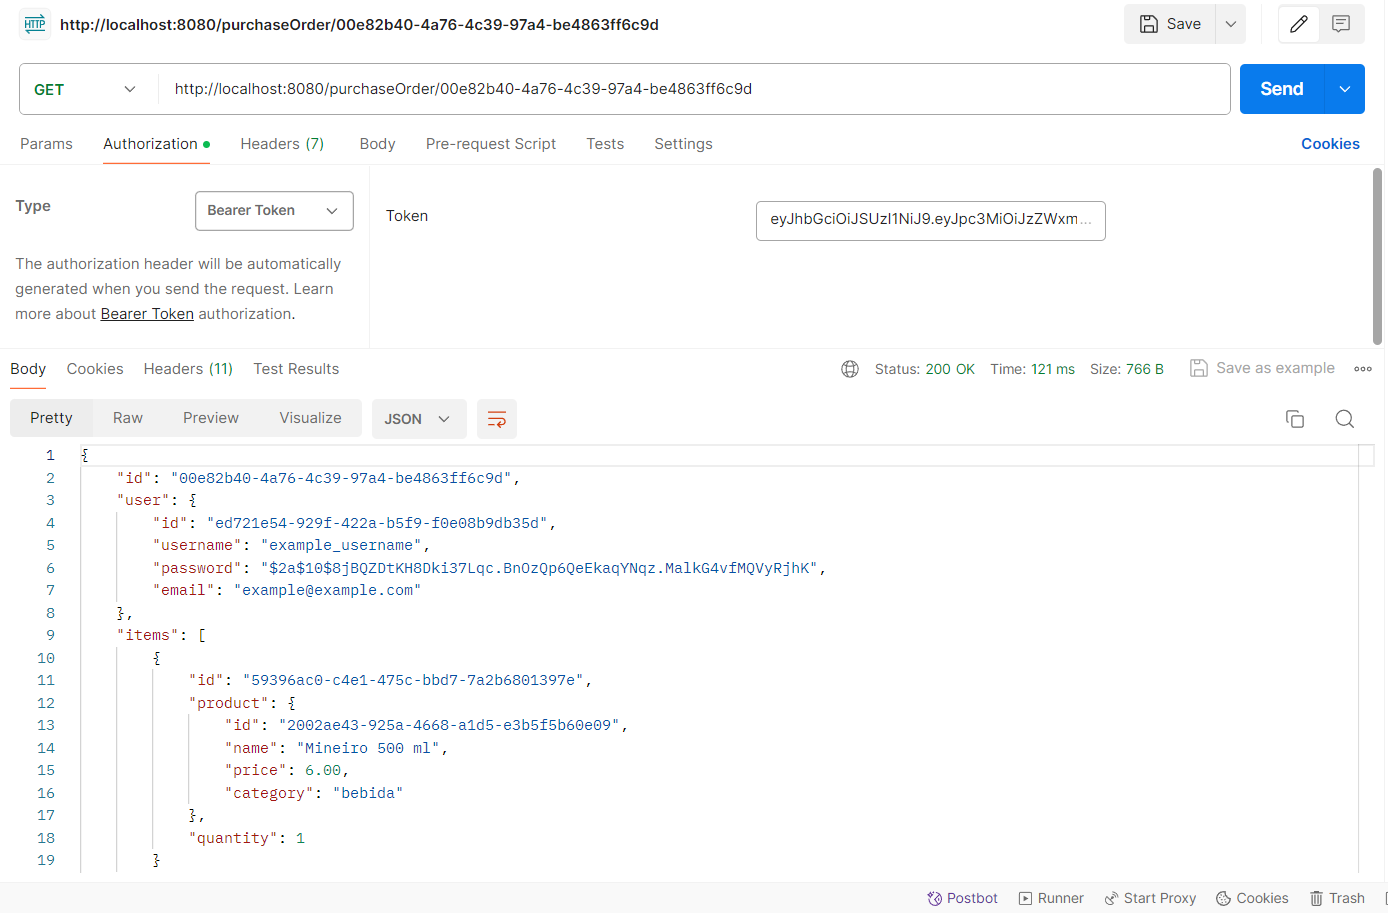 HTTP http://localhost:8080/purchaseOrder/00e82b40-4a76-4c39-97a4-be4863ff6c9d Save
GET http://localhost:8080/purchaseOrder/00e82b40-4a76-4c39-97a4-be4863ff6c9d Send
Params Authorization Headers (7) Body Pre-request Script Tests Settings Cookies
Type Bearer Token Token eyJhbGciOiJSUzI1NiJ9.eyJpc3MiOiJzZWxm...
The authorization header will be automatically
generated when you send the request. Learn
more about Bearer Token authorization.
Body Cookies Headers (11) Test Results Status: 200 OK Time: 121 ms Size: 766 B Save as example
Pretty Raw Preview Visualize JSON
1 {
2 "id": "00e82b40-4a76-4c39-97a4-be4863ff6c9d",
3 "user": {
4 "id": "ed721e54-929f-422a-b5f9-f0e08b9db35d",
5 "username": "example_username",
6 "password": "$2a$10$8jBQZDtKH8Dki37Lqc.BnOzQp6QeEkaqYNqz.MalkG4vfMQVyRjhK",
7 "email": "example@example.com"
8 },
9 "items": [
10 {
11 "id": "59396ac0-c4e1-475c-bbd7-7a2b6801397e",
12 "product": {
13 "id": "2002ae43-925a-4668-a1d5-e3b5f5b60e09",
14 "name": "Mineiro 500 ml",
15 "price": 6.00,
16 "category": "bebida"
17 },
18 "quantity": 1
19 }
Postbot Runner Start Proxy Cookies Trash